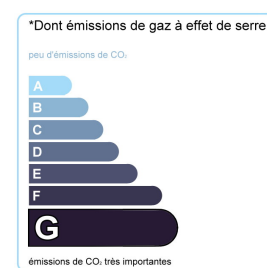 *Dont émissions de gaz à effet de serre
peu d'émissions de CO₂
A
B
C
D
E
F
G
émissions de CO₂ très importantes